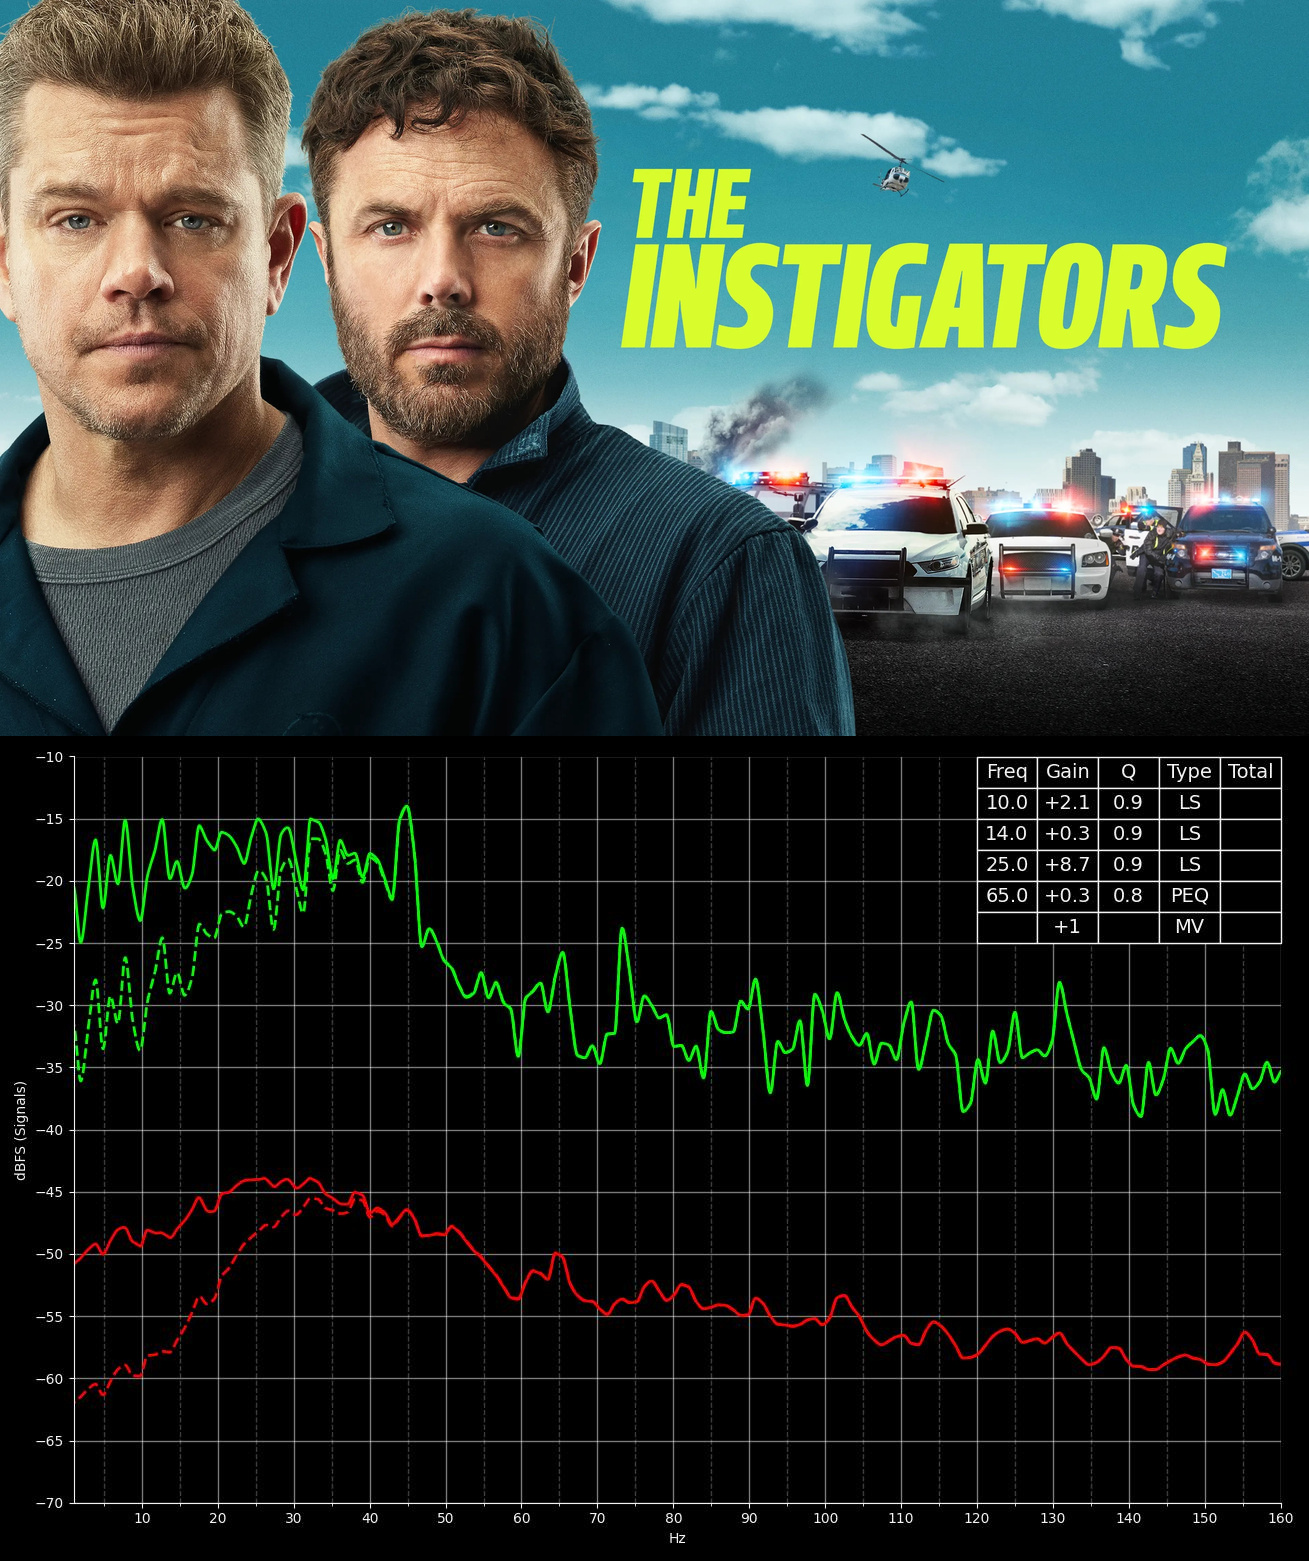 THE
INSTIGATORS
Freq Gain Q Type Total
10.0 +2.1 0.9 LS
14.0 +0.3 0.9 LS
25.0 +8.7 0.9 LS
65.0 +0.3 0.8 PEQ
+1 MV
−10
−15
−20
−25
−30
−35
−40
−45
−50
−55
−60
−65
−70
dBFS (Signals)
10 20 30 40 50 60 70 80 90 100 110 120 130 140 150 160
Hz